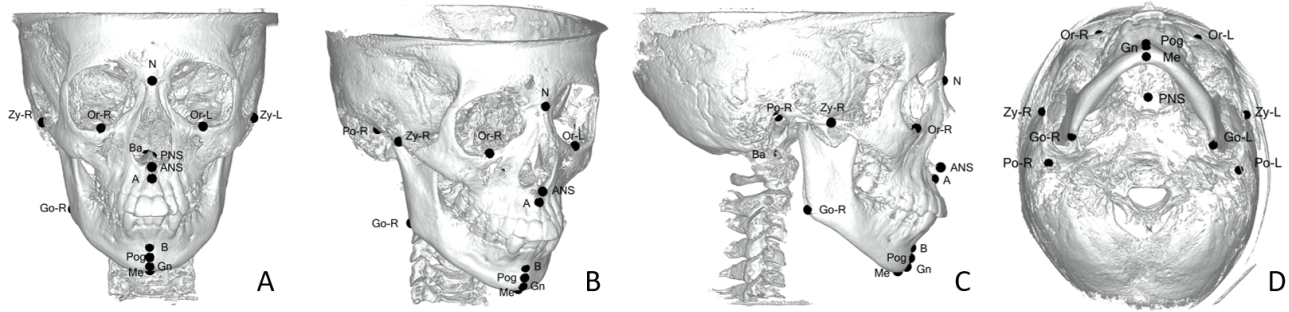 N
Zy-R
Or-R
Or-L
Zy-L
Ba
PNS
ANS
A
Go-R
B
Pog
Gn
Me
A
N
Po-R
Zy-R
Or-R
Or-L
ANS
A
Go-R
B
Pog
Gn
Me
B
N
Po-R
Zy-R
Or-R
Ba
ANS
A
Go-R
B
Pog
Gn
Me
C
Or-R
Pog
Or-L
Gn
Me
PNS
Zy-R
Zy-L
Go-R
Go-L
Po-R
Po-L
D